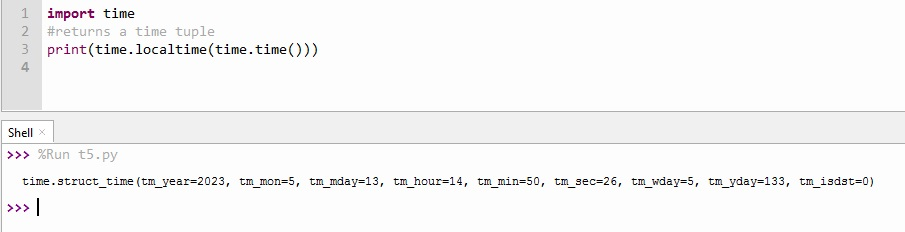 1 import time
2 #returns a time tuple
3 print(time.localtime(time.time()))
4
Shell ×
>>> %Run t5.py
time.struct_time(tm_year=2023, tm_mon=5, tm_mday=13, tm_hour=14, tm_min=50, tm_sec=26, tm_wday=5, tm_yday=133, tm_isdst=0)
>>>